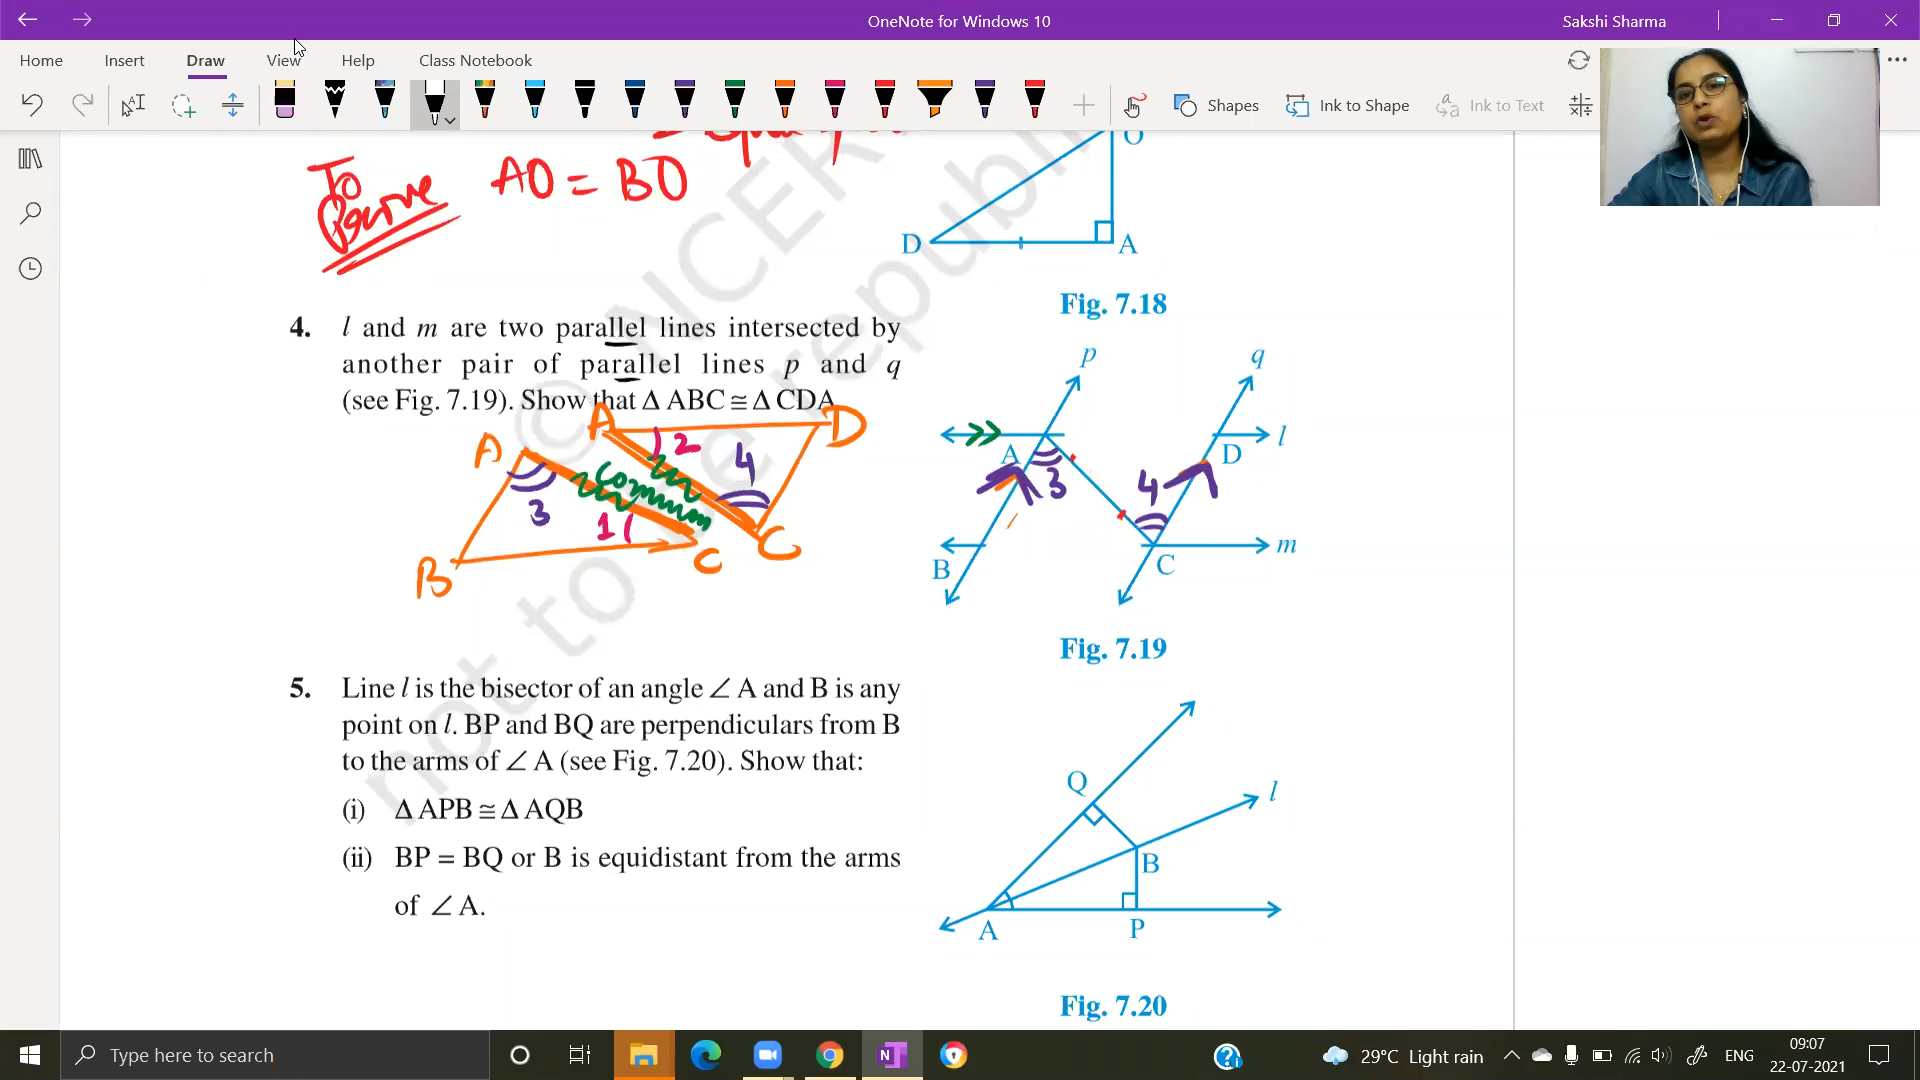 OneNote for Windows 10
Sakshi Sharma
Home Insert Draw View Help Class Notebook
Shapes Ink to Shape Ink to Text
To Prove AO = BO
O
D A
Fig. 7.18
4. l and m are two parallel lines intersected by
another pair of parallel lines p and q
(see Fig. 7.19). Show that Δ ABC ≅ Δ CDA
A D
A 1 2 4
common
3 1
B C C
p q
l
A 3 4 D
m
B C
Fig. 7.19
5. Line l is the bisector of an angle ∠ A and B is any
point on l. BP and BQ are perpendiculars from B
to the arms of ∠ A (see Fig. 7.20). Show that:
(i) Δ APB ≅ Δ AQB
(ii) BP = BQ or B is equidistant from the arms
of ∠ A.
Q l
B
A P
Fig. 7.20
© NCERT
not to be republ
Type here to search
29°C Light rain ENG 09:07
22-07-2021